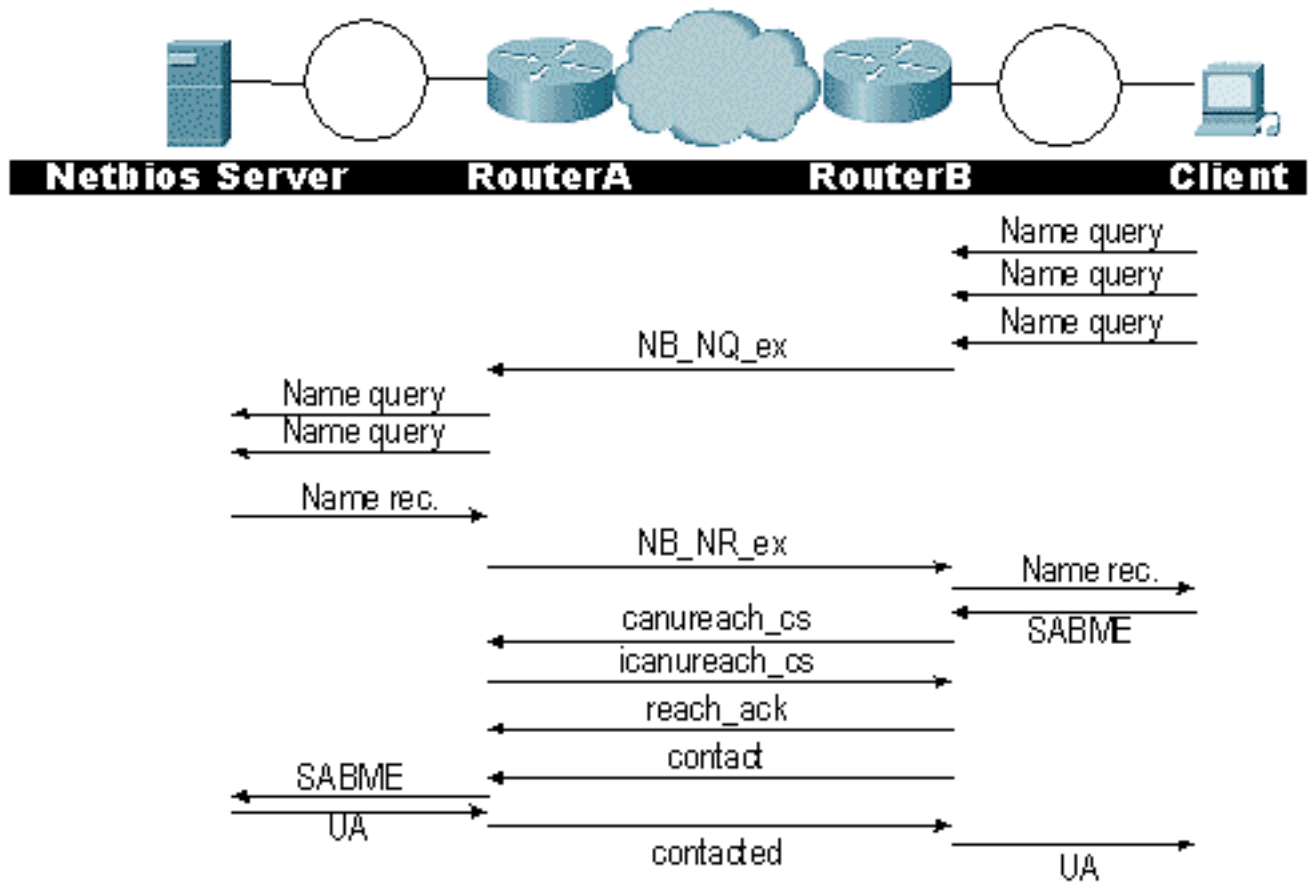 Netbios Server RouterA RouterB Client
Name query
Name query
Name query
NB_NQ_ex
Name query
Name query
Name rec.
NB_NR_ex
Name rec.
canureach_cs
SABME
icanureach_cs
reach_ack
contact
SABME
UA
contacted
UA